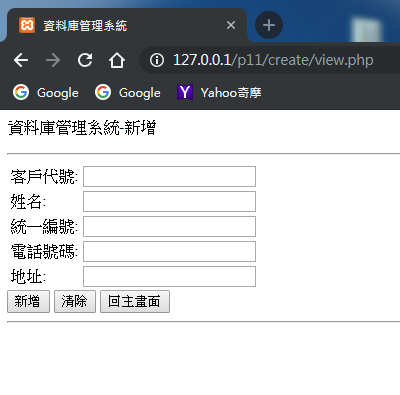 資料庫管理系統
127.0.0.1/p11/create/view.php
Google Google Yahoo奇摩
資料庫管理系統-新增
客戶代號:
姓名:
統一編號:
電話號碼:
地址:
新增 清除 回主畫面